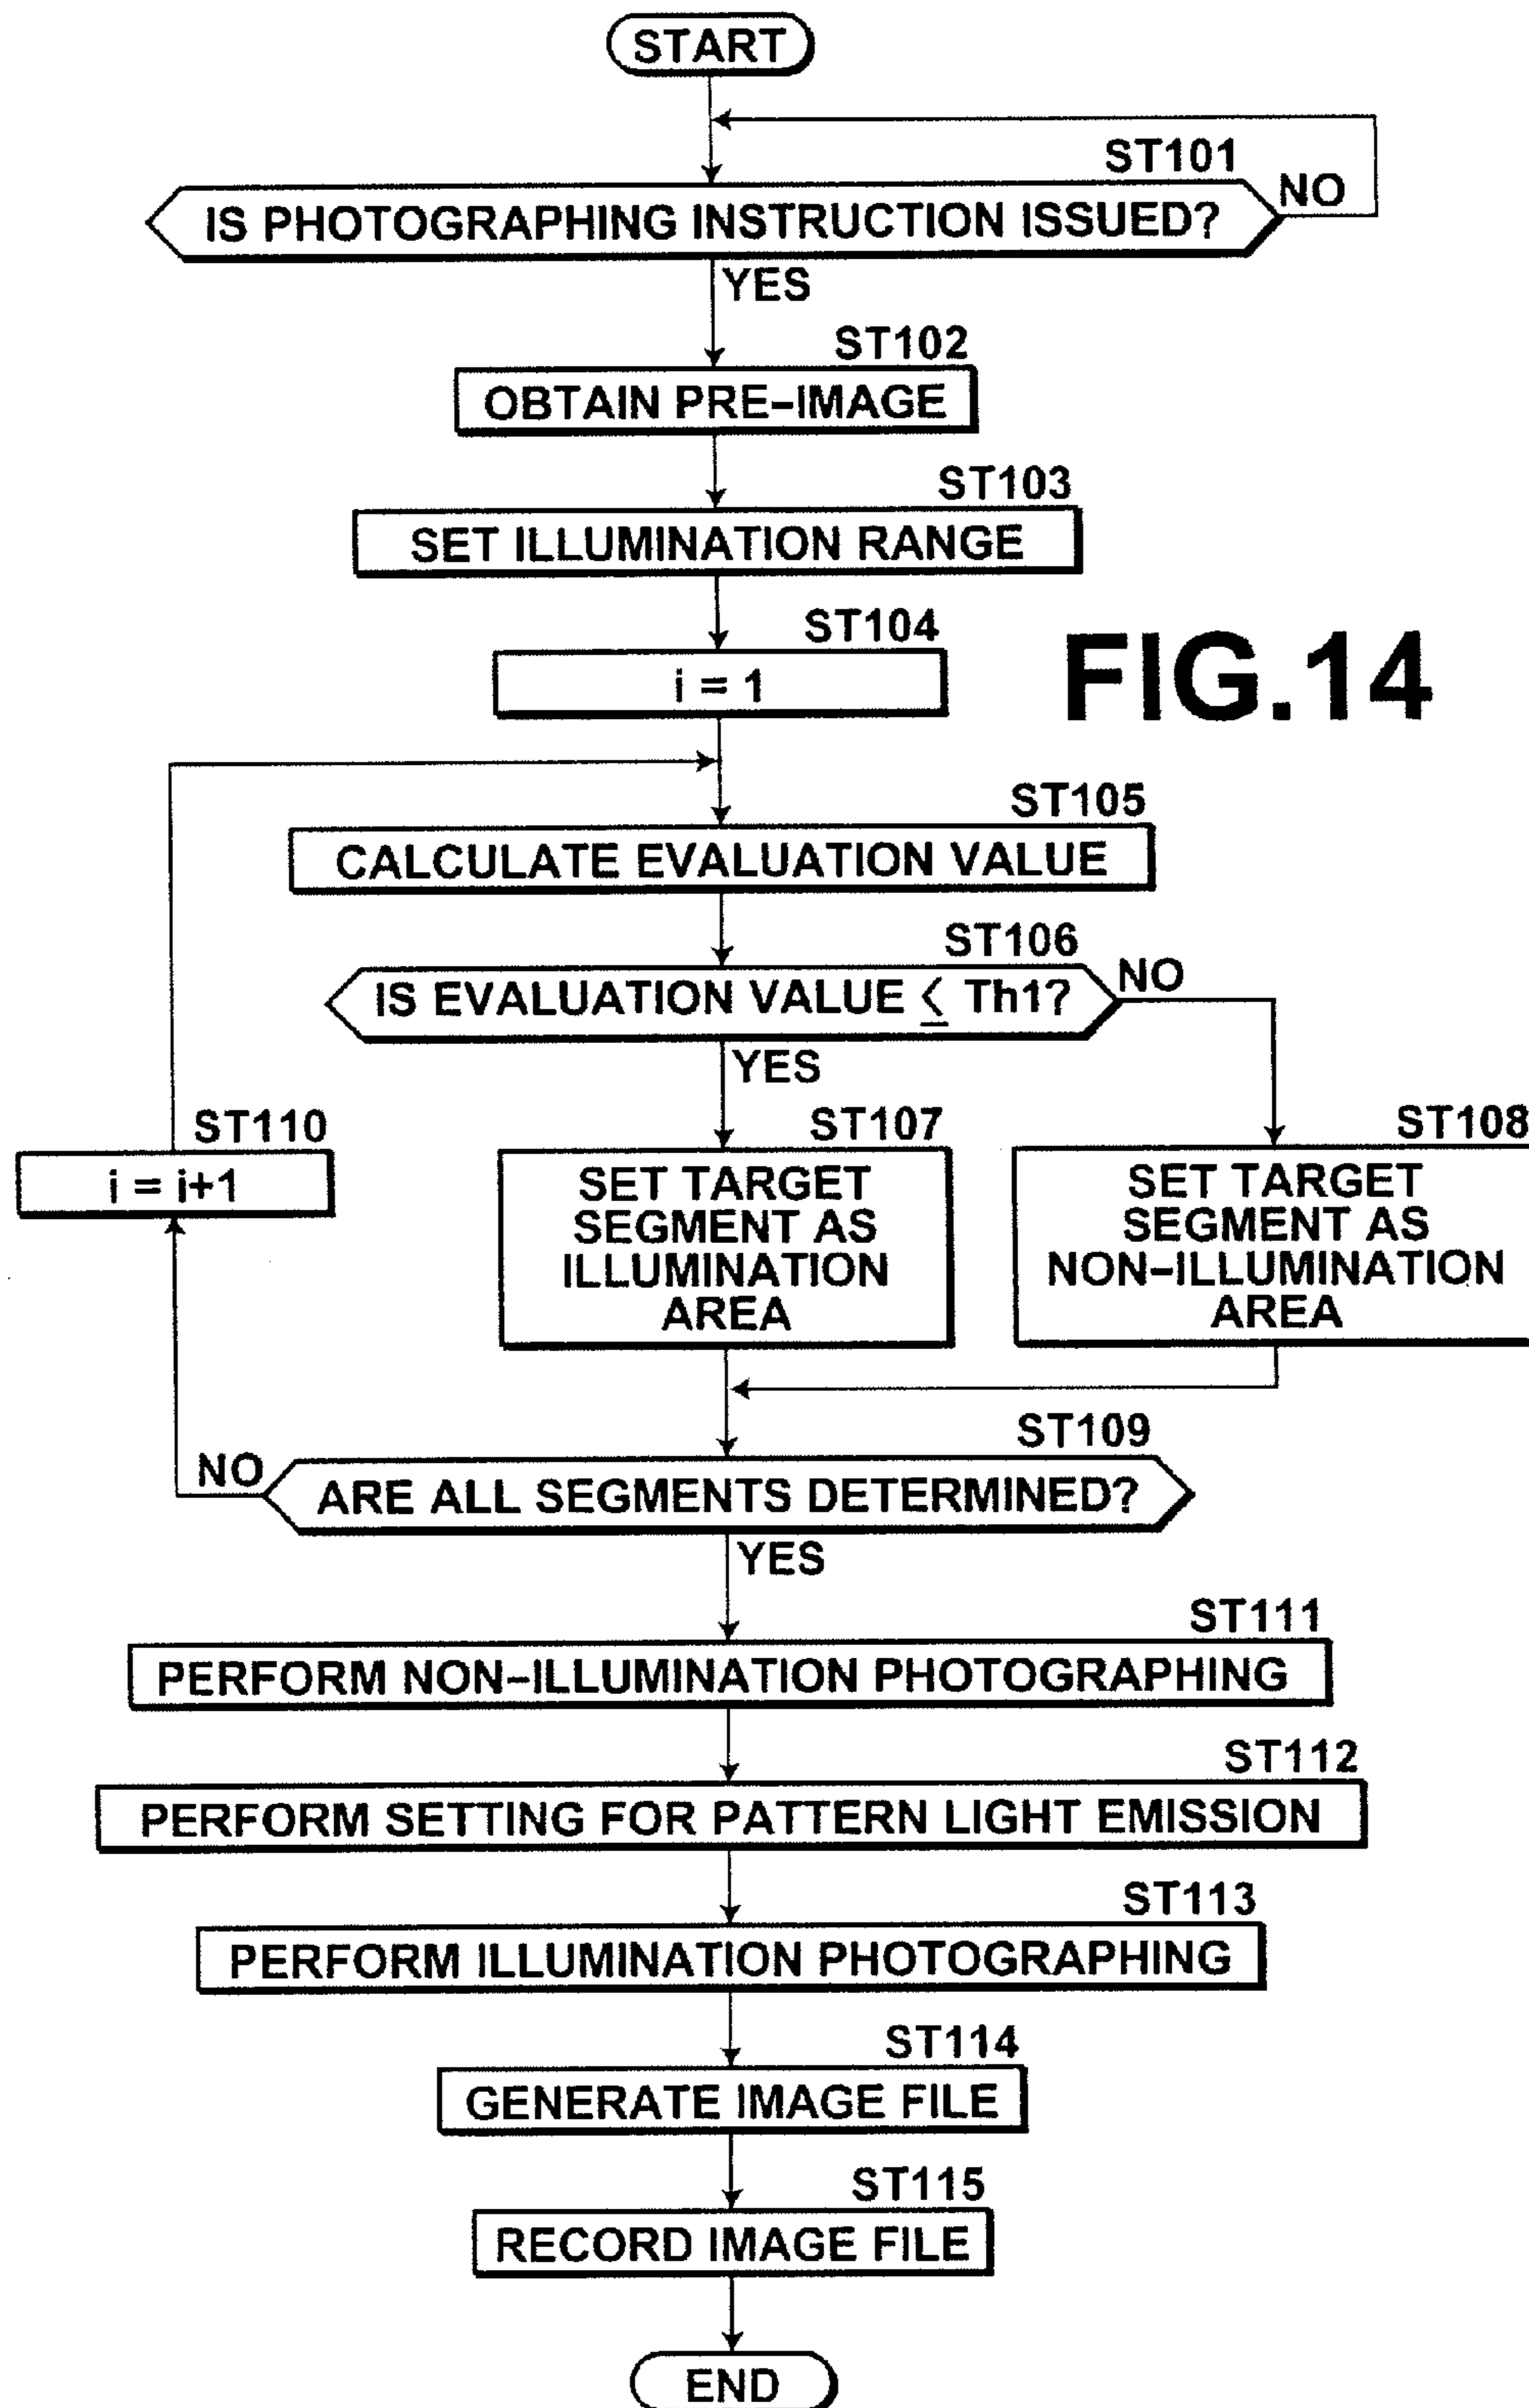 START
ST101
IS PHOTOGRAPHING INSTRUCTION ISSUED?
NO
YES
ST102
OBTAIN PRE-IMAGE
ST103
SET ILLUMINATION RANGE
ST104
i = 1
FIG.14
ST105
CALCULATE EVALUATION VALUE
ST106
IS EVALUATION VALUE ≤ Th1?
NO
YES
ST110
i = i+1
ST107
SET TARGET
SEGMENT AS
ILLUMINATION
AREA
ST108
SET TARGET
SEGMENT AS
NON-ILLUMINATION
AREA
ST109
NO
ARE ALL SEGMENTS DETERMINED?
YES
ST111
PERFORM NON-ILLUMINATION PHOTOGRAPHING
ST112
PERFORM SETTING FOR PATTERN LIGHT EMISSION
ST113
PERFORM ILLUMINATION PHOTOGRAPHING
ST114
GENERATE IMAGE FILE
ST115
RECORD IMAGE FILE
END